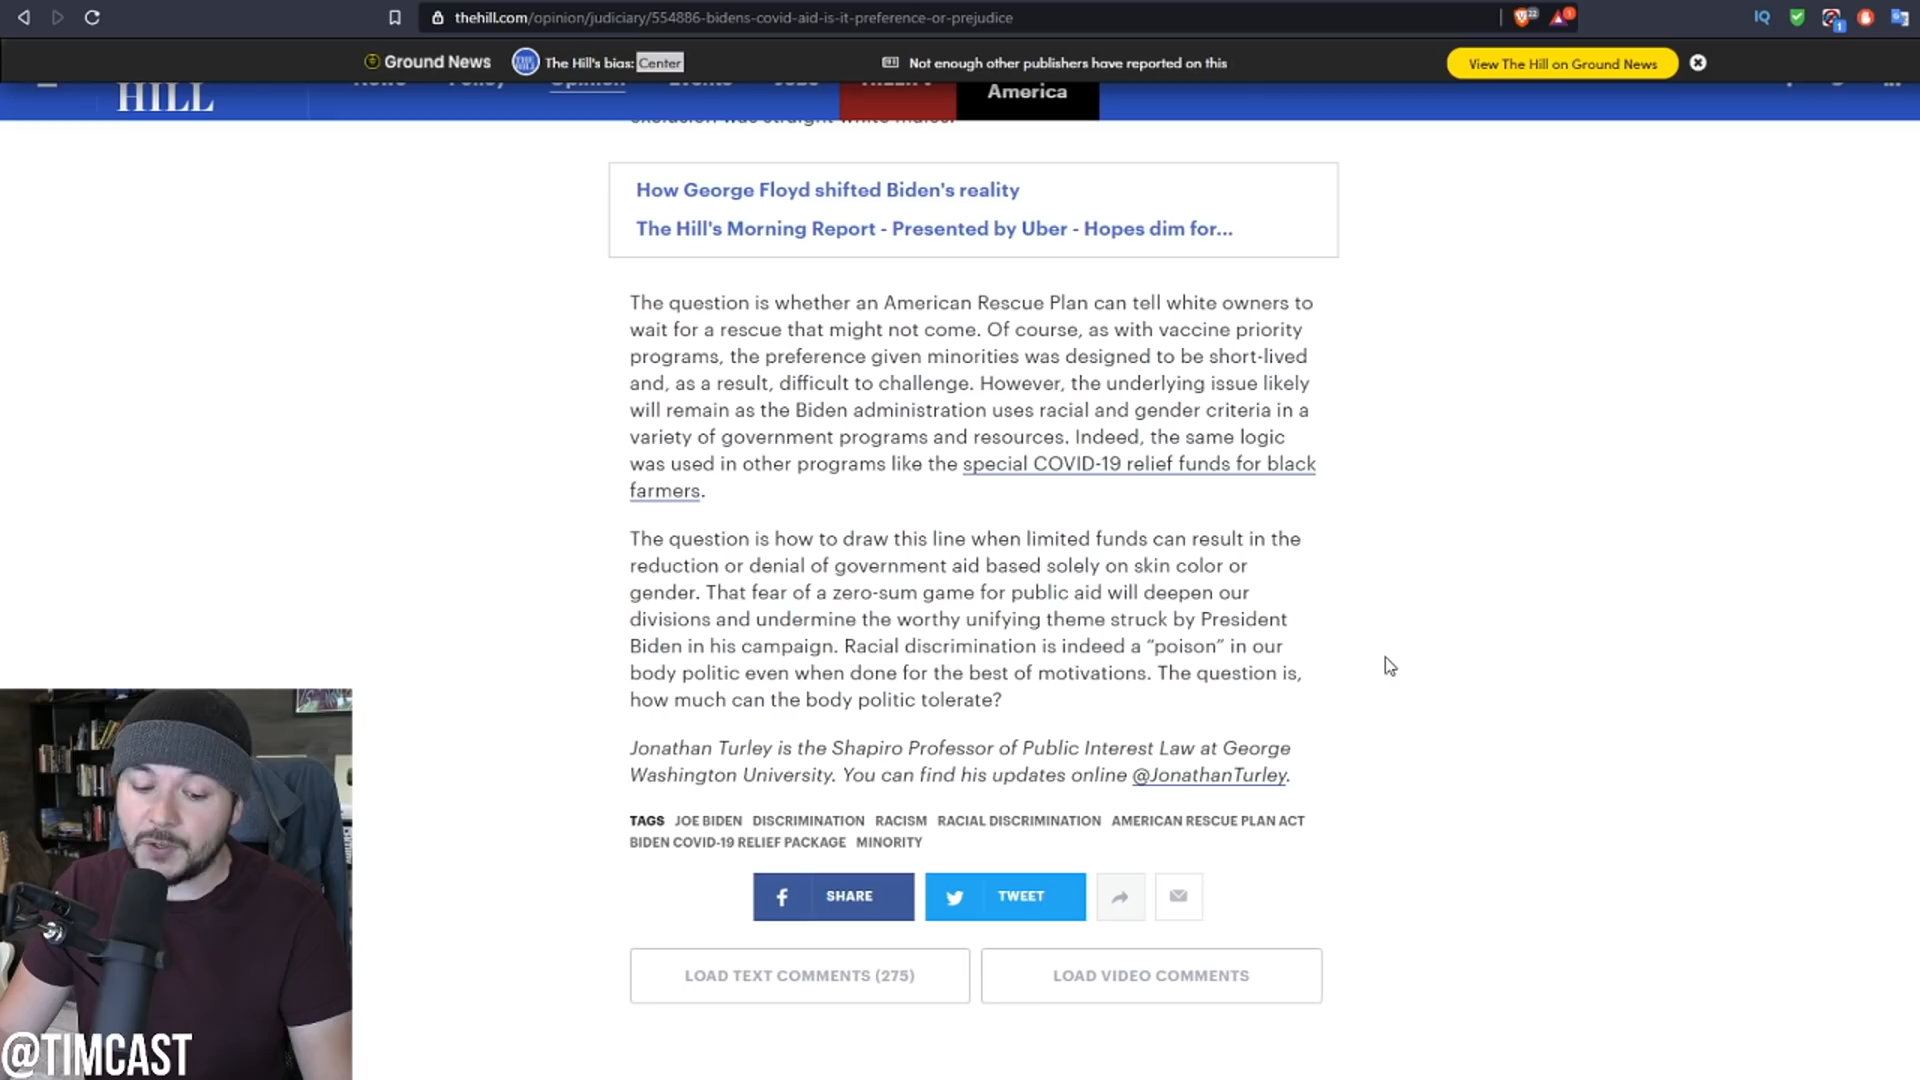 thehill.com/opinion/judiciary/554886-bidens-covid-aid-is-it-preference-or-prejudice
IQ
22
1
1
Ground News
The Hill's bias: Center
Not enough other publishers have reported on this
View The Hill on Ground News
HILL
Opinion
America
How George Floyd shifted Biden's reality
The Hill's Morning Report - Presented by Uber - Hopes dim for...
The question is whether an American Rescue Plan can tell white owners to
wait for a rescue that might not come. Of course, as with vaccine priority
programs, the preference given minorities was designed to be short-lived
and, as a result, difficult to challenge. However, the underlying issue likely
will remain as the Biden administration uses racial and gender criteria in a
variety of government programs and resources. Indeed, the same logic
was used in other programs like the special COVID-19 relief funds for black
farmers.
The question is how to draw this line when limited funds can result in the
reduction or denial of government aid based solely on skin color or
gender. That fear of a zero-sum game for public aid will deepen our
divisions and undermine the worthy unifying theme struck by President
Biden in his campaign. Racial discrimination is indeed a “poison” in our
body politic even when done for the best of motivations. The question is,
how much can the body politic tolerate?
Jonathan Turley is the Shapiro Professor of Public Interest Law at George
Washington University. You can find his updates online @JonathanTurley.
TAGS JOE BIDEN DISCRIMINATION RACISM RACIAL DISCRIMINATION AMERICAN RESCUE PLAN ACT
BIDEN COVID-19 RELIEF PACKAGE MINORITY
SHARE
TWEET
LOAD TEXT COMMENTS (275)
LOAD VIDEO COMMENTS
@TIMCAST